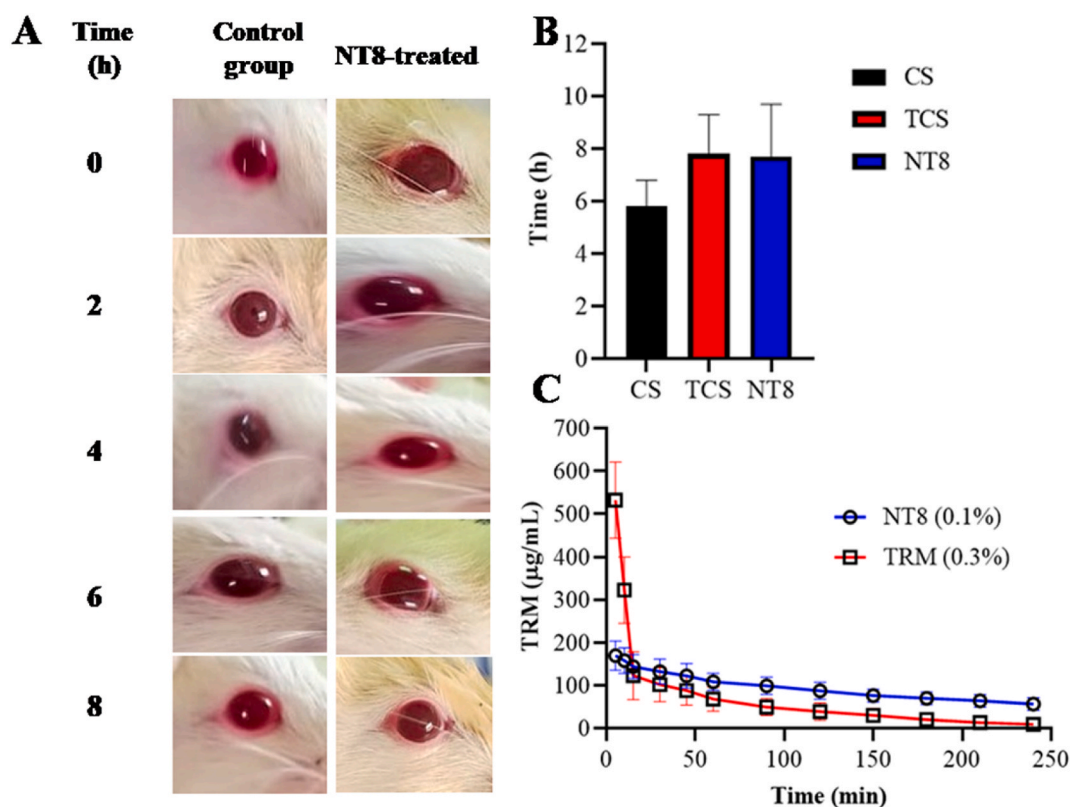 A
Time
(h)
Control
group
NT8-treated
0
2
4
6
8
B
12
10
8
6
4
2
0
Time (h)
CS
TCS
NT8
CS
TCS
NT8
C
700
600
500
400
300
200
100
0
TRM (µg/mL)
NT8 (0.1%)
TRM (0.3%)
0
50
100
150
200
250
Time (min)